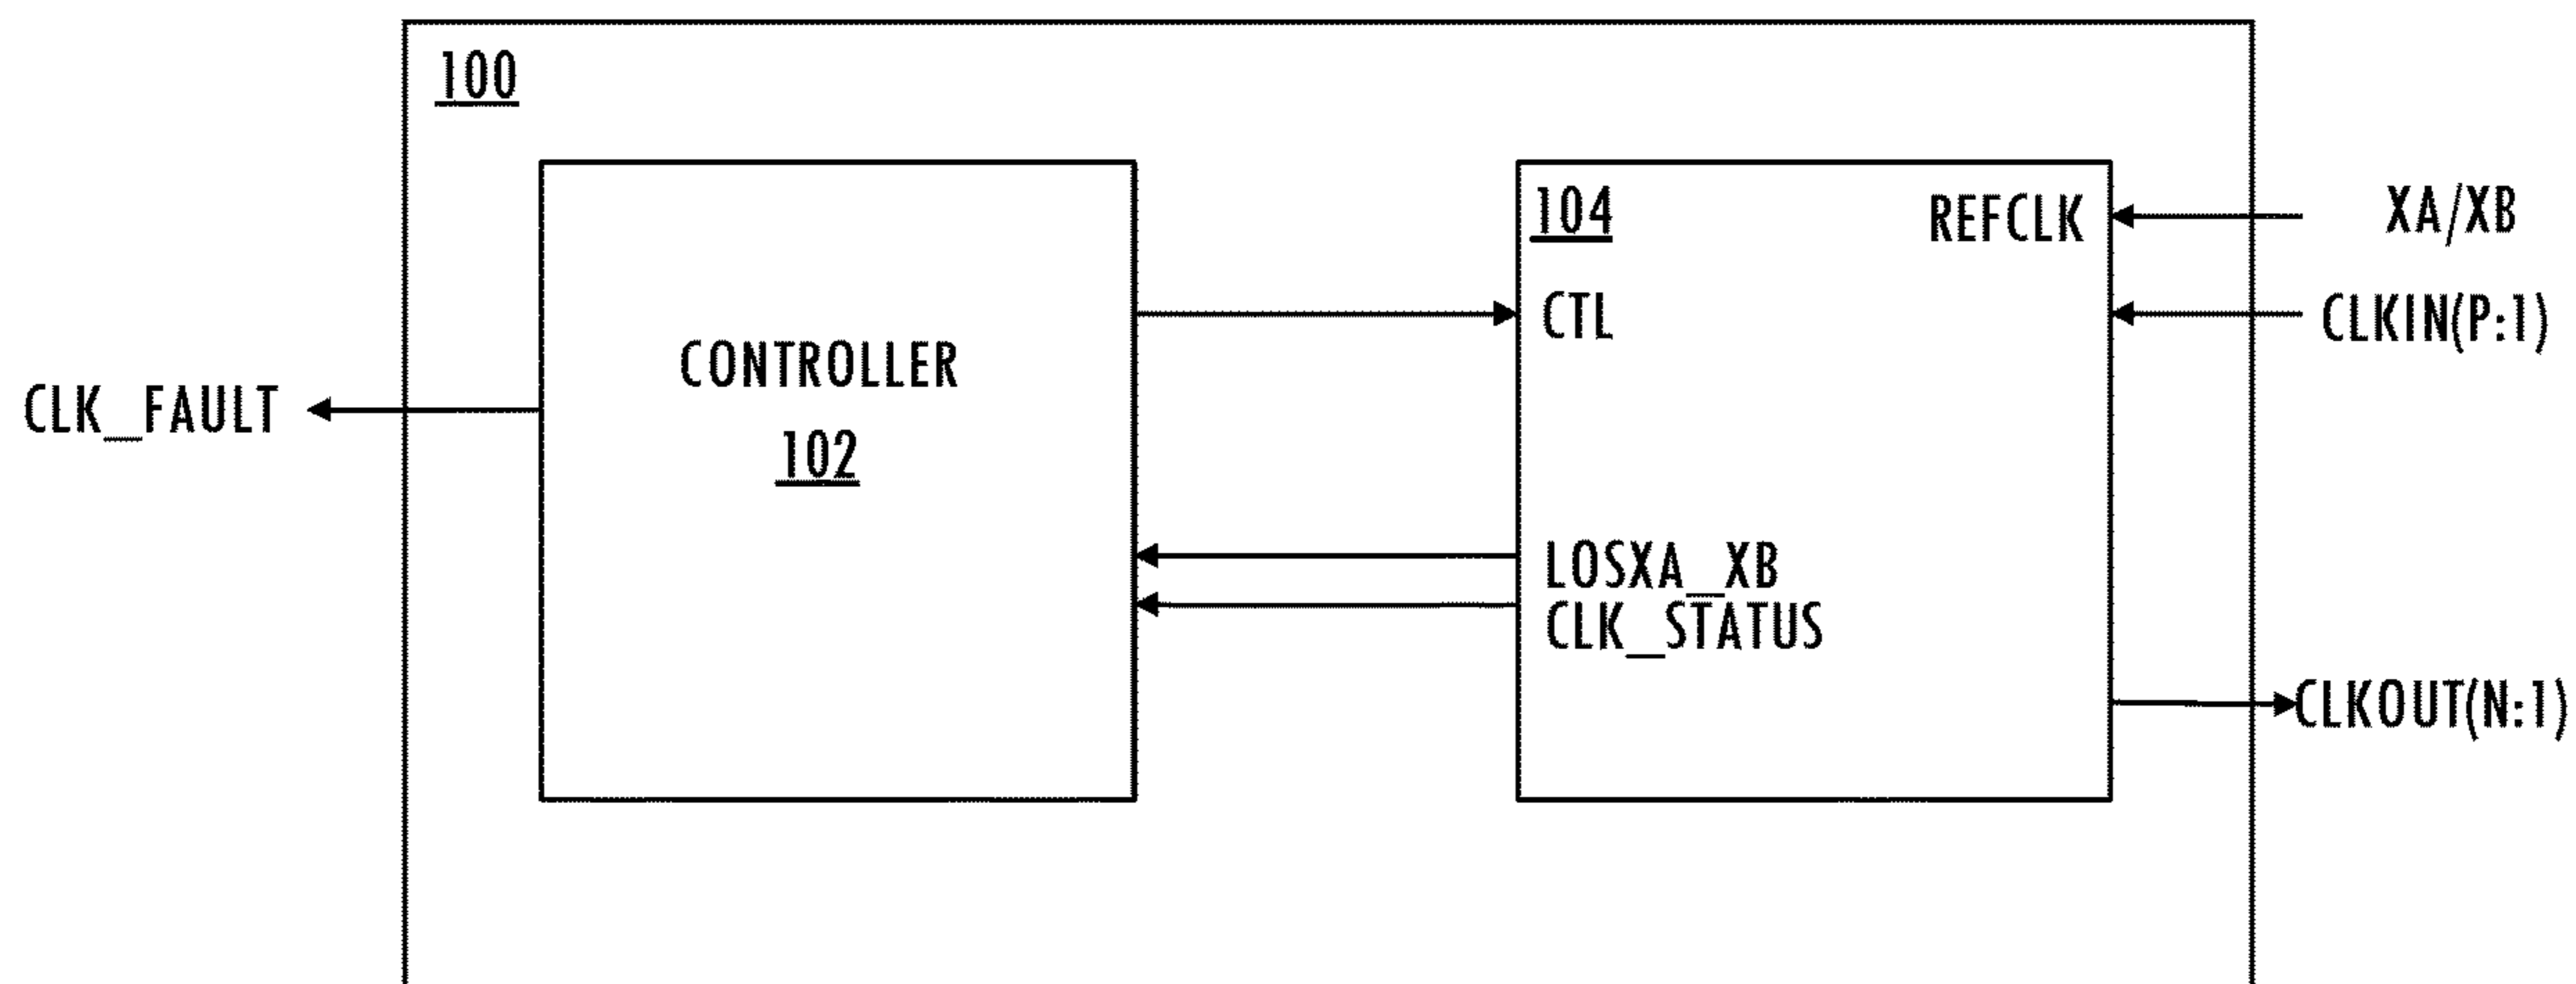 100
104
REFCLK
XA/XB
CTL
CLKIN(P:1)
CONTROLLER
102
CLK_FAULT
LOSXA_XB
CLK_STATUS
CLKOUT(N:1)